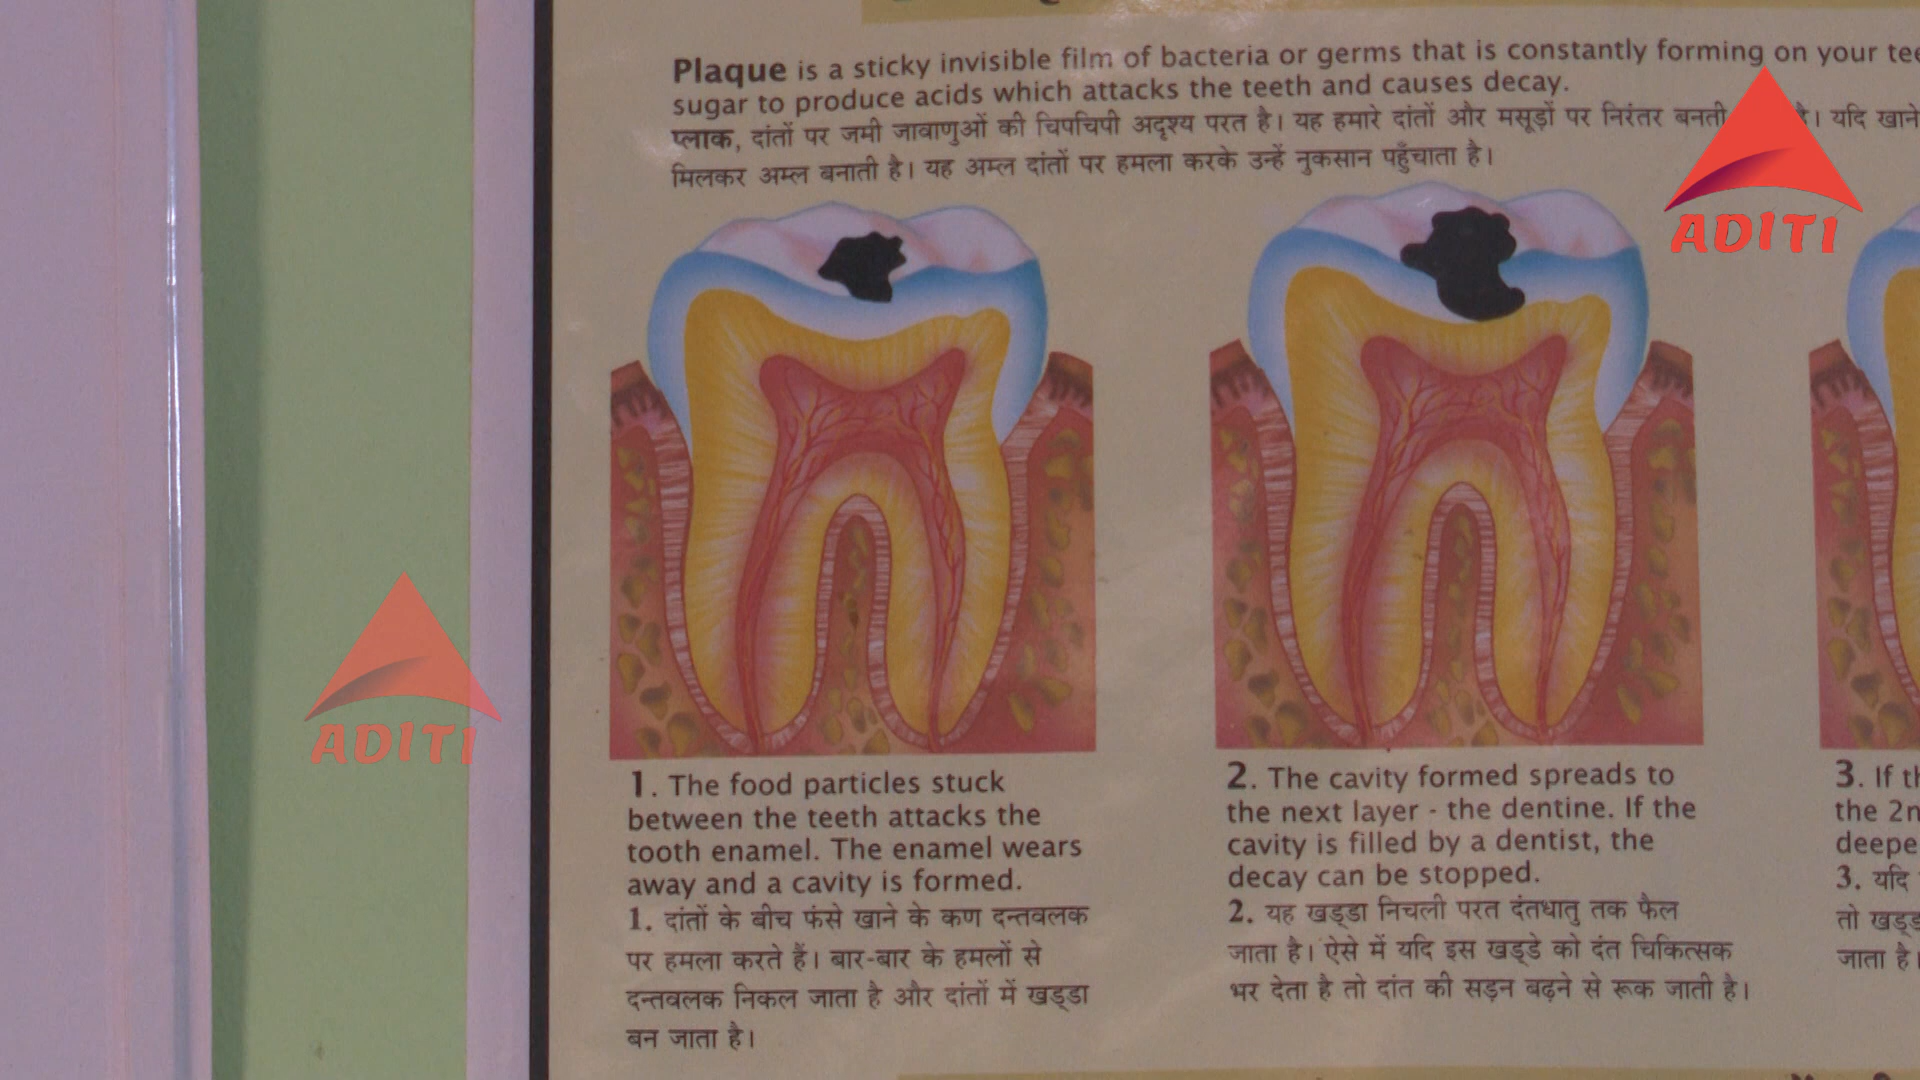 Plaque is a sticky invisible film of bacteria or germs that is constantly forming on your
sugar to produce acids which attacks the teeth and causes decay.
प्लाक, दांतों पर जमी जावाणुओं की चिपचिपी अदृश्य परत है। यह हमारे दांतों और मसूड़ों पर निरंतर बनती है। यदि खाने
मिलकर अम्ल बनाती है। यह अम्ल दांतों पर हमला करके उन्हें नुकसान पहुँचाता है।
ADITI
ADITI
1. The food particles stuck
between the teeth attacks the
tooth enamel. The enamel wears
away and a cavity is formed.
1. दांतों के बीच फंसे खाने के कण दन्तवलक
पर हमला करते हैं। बार-बार के हमलों से
दन्तवलक निकल जाता है और दांतों में खड्डा
बन जाता है।
2. The cavity formed spreads to
the next layer - the dentine. If the
cavity is filled by a dentist, the
decay can be stopped.
2. यह खड्डा निचली परत दंतधातु तक फैल
जाता है। ऐसे में यदि इस खड्डे को दंत चिकित्सक
भर देता है तो दांत की सड़न बढ़ने से रूक जाती है।
3. If
the
3. यदि
तो
जाता है।